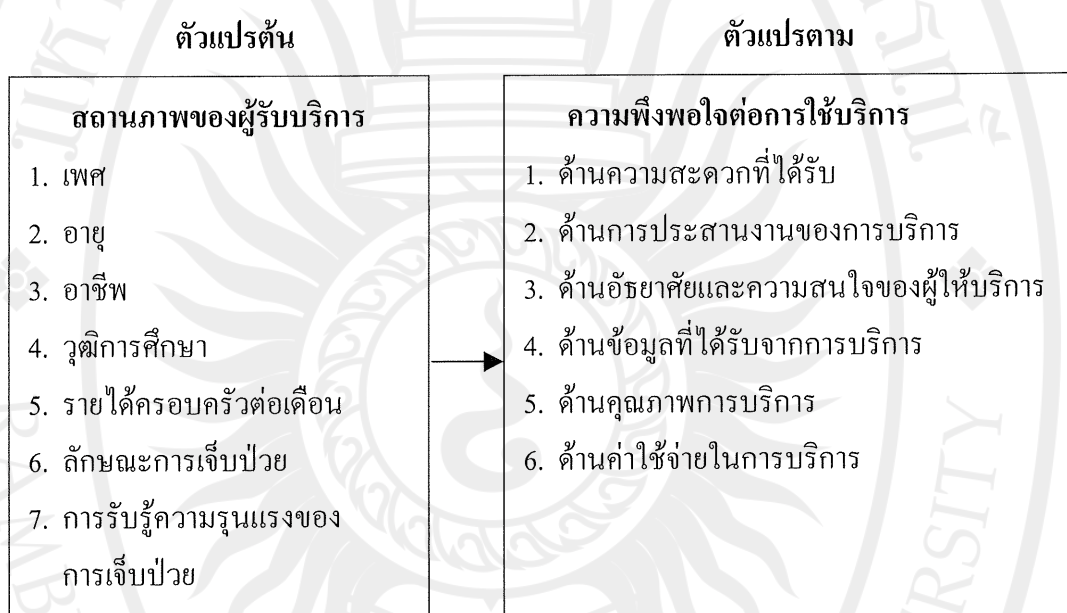 ตัวแปรต้น
สถานภาพของผู้รับบริการ
1. เพศ
2. อายุ
3. อาชีพ
4. วุฒิการศึกษา
5. รายได้ครอบครัวต่อเดือน
6. ลักษณะการเจ็บป่วย
7. การรับรู้ความรุนแรงของ
การเจ็บป่วย
ตัวแปรตาม
ความพึงพอใจต่อการใช้บริการ
1. ด้านความสะดวกที่ได้รับ
2. ด้านการประสานงานของการบริการ
3. ด้านอัธยาศัยและความสนใจของผู้ให้บริการ
4. ด้านข้อมูลที่ได้รับจากการบริการ
5. ด้านคุณภาพการบริการ
6. ด้านค่าใช้จ่ายในการบริการ